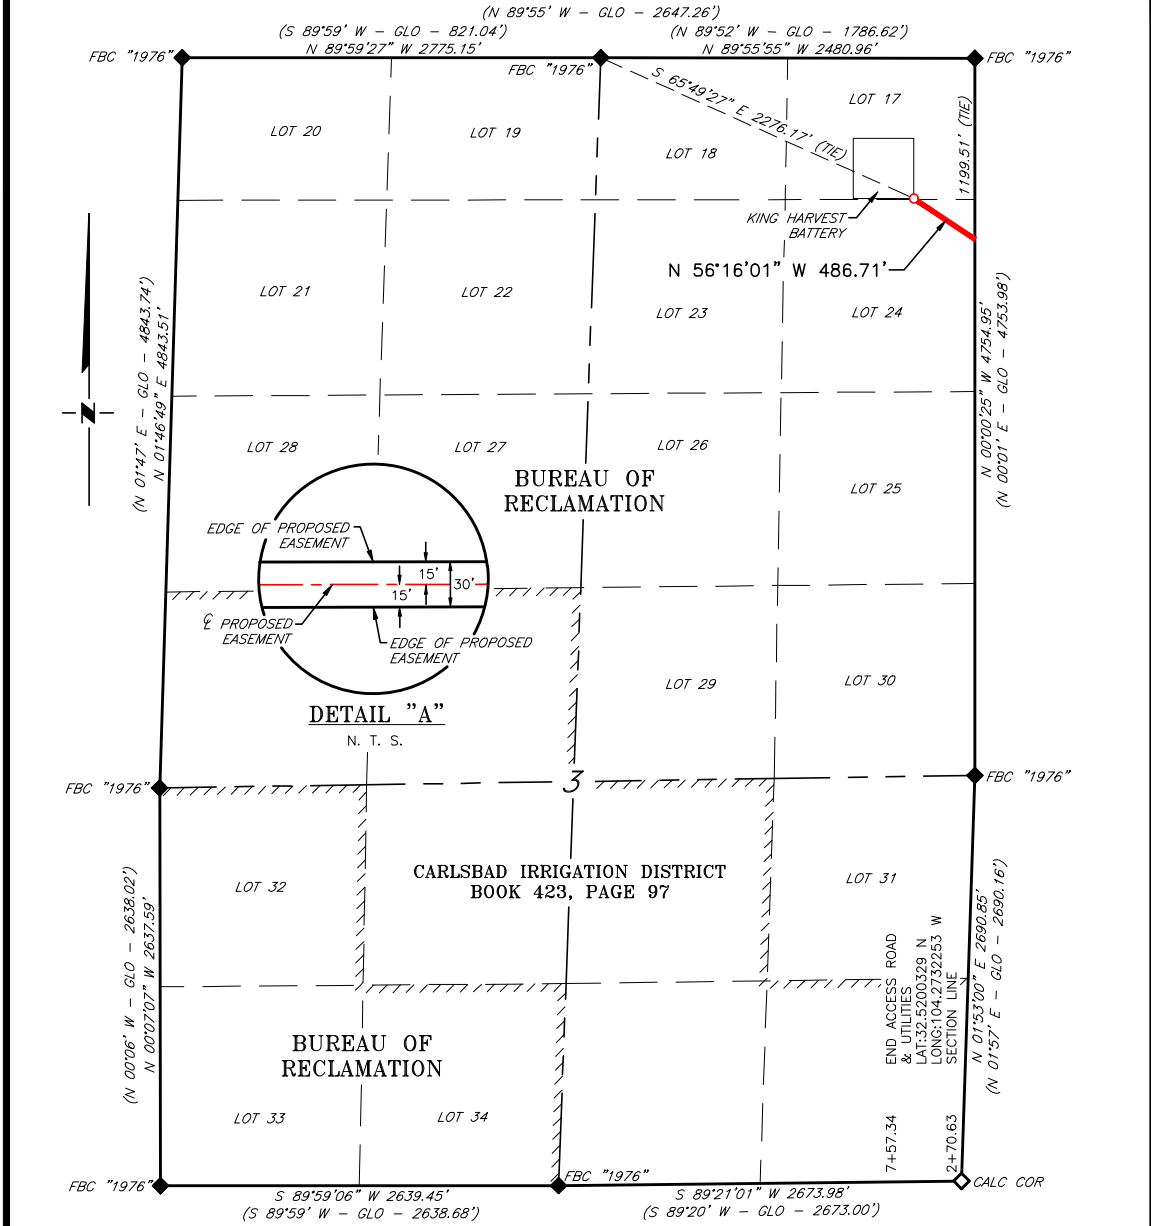 (N 89°55' W - GLO - 2647.26')
(S 89°59' W - GLO - 821.04')
(N 89°52' W - GLO - 1786.62')
N 89°59'27" W 2775.15'
N 89°55'55" W 2480.96'
FBC "1976"
FBC "1976"
FBC "1976"
S 65°49'27" E 2276.17' (TIE)
1199.51' (TIE)
LOT 17
LOT 20
LOT 19
LOT 18
KING HARVEST
BATTERY
N 56°16'01" W 486.71'
LOT 21
LOT 22
LOT 23
LOT 24
(N 01°47' E - GLO - 4843.74')
N 01°46'49" E 4843.51'
N 00°00'25" W 4754.95'
(N 00°01' E - GLO - 4753.98')
N
LOT 28
LOT 27
LOT 26
LOT 25
BUREAU OF
RECLAMATION
EDGE OF PROPOSED
EASEMENT
15'
30'
15'
℄ PROPOSED
EASEMENT
EDGE OF PROPOSED
EASEMENT
DETAIL "A"
N. T. S.
LOT 29
LOT 30
FBC "1976"
3
FBC "1976"
CARLSBAD IRRIGATION DISTRICT
BOOK 423, PAGE 97
LOT 32
LOT 31
(N 00°06' W - GLO - 2638.02')
N 00°07'07" W 2637.59'
N 01°53'00" E 2690.85'
(N 01°57' E - GLO - 2690.16')
END ACCESS ROAD
& UTILITIES
LAT:32.5200329 N
LONG:104.2732253 W
SECTION LINE
7+57.34
2+70.63
BUREAU OF
RECLAMATION
LOT 33
LOT 34
FBC "1976"
FBC "1976"
CALC COR
S 89°59'06" W 2639.45'
(S 89°59' W - GLO - 2638.68')
S 89°21'01" W 2673.98'
(S 89°20' W - GLO - 2673.00')